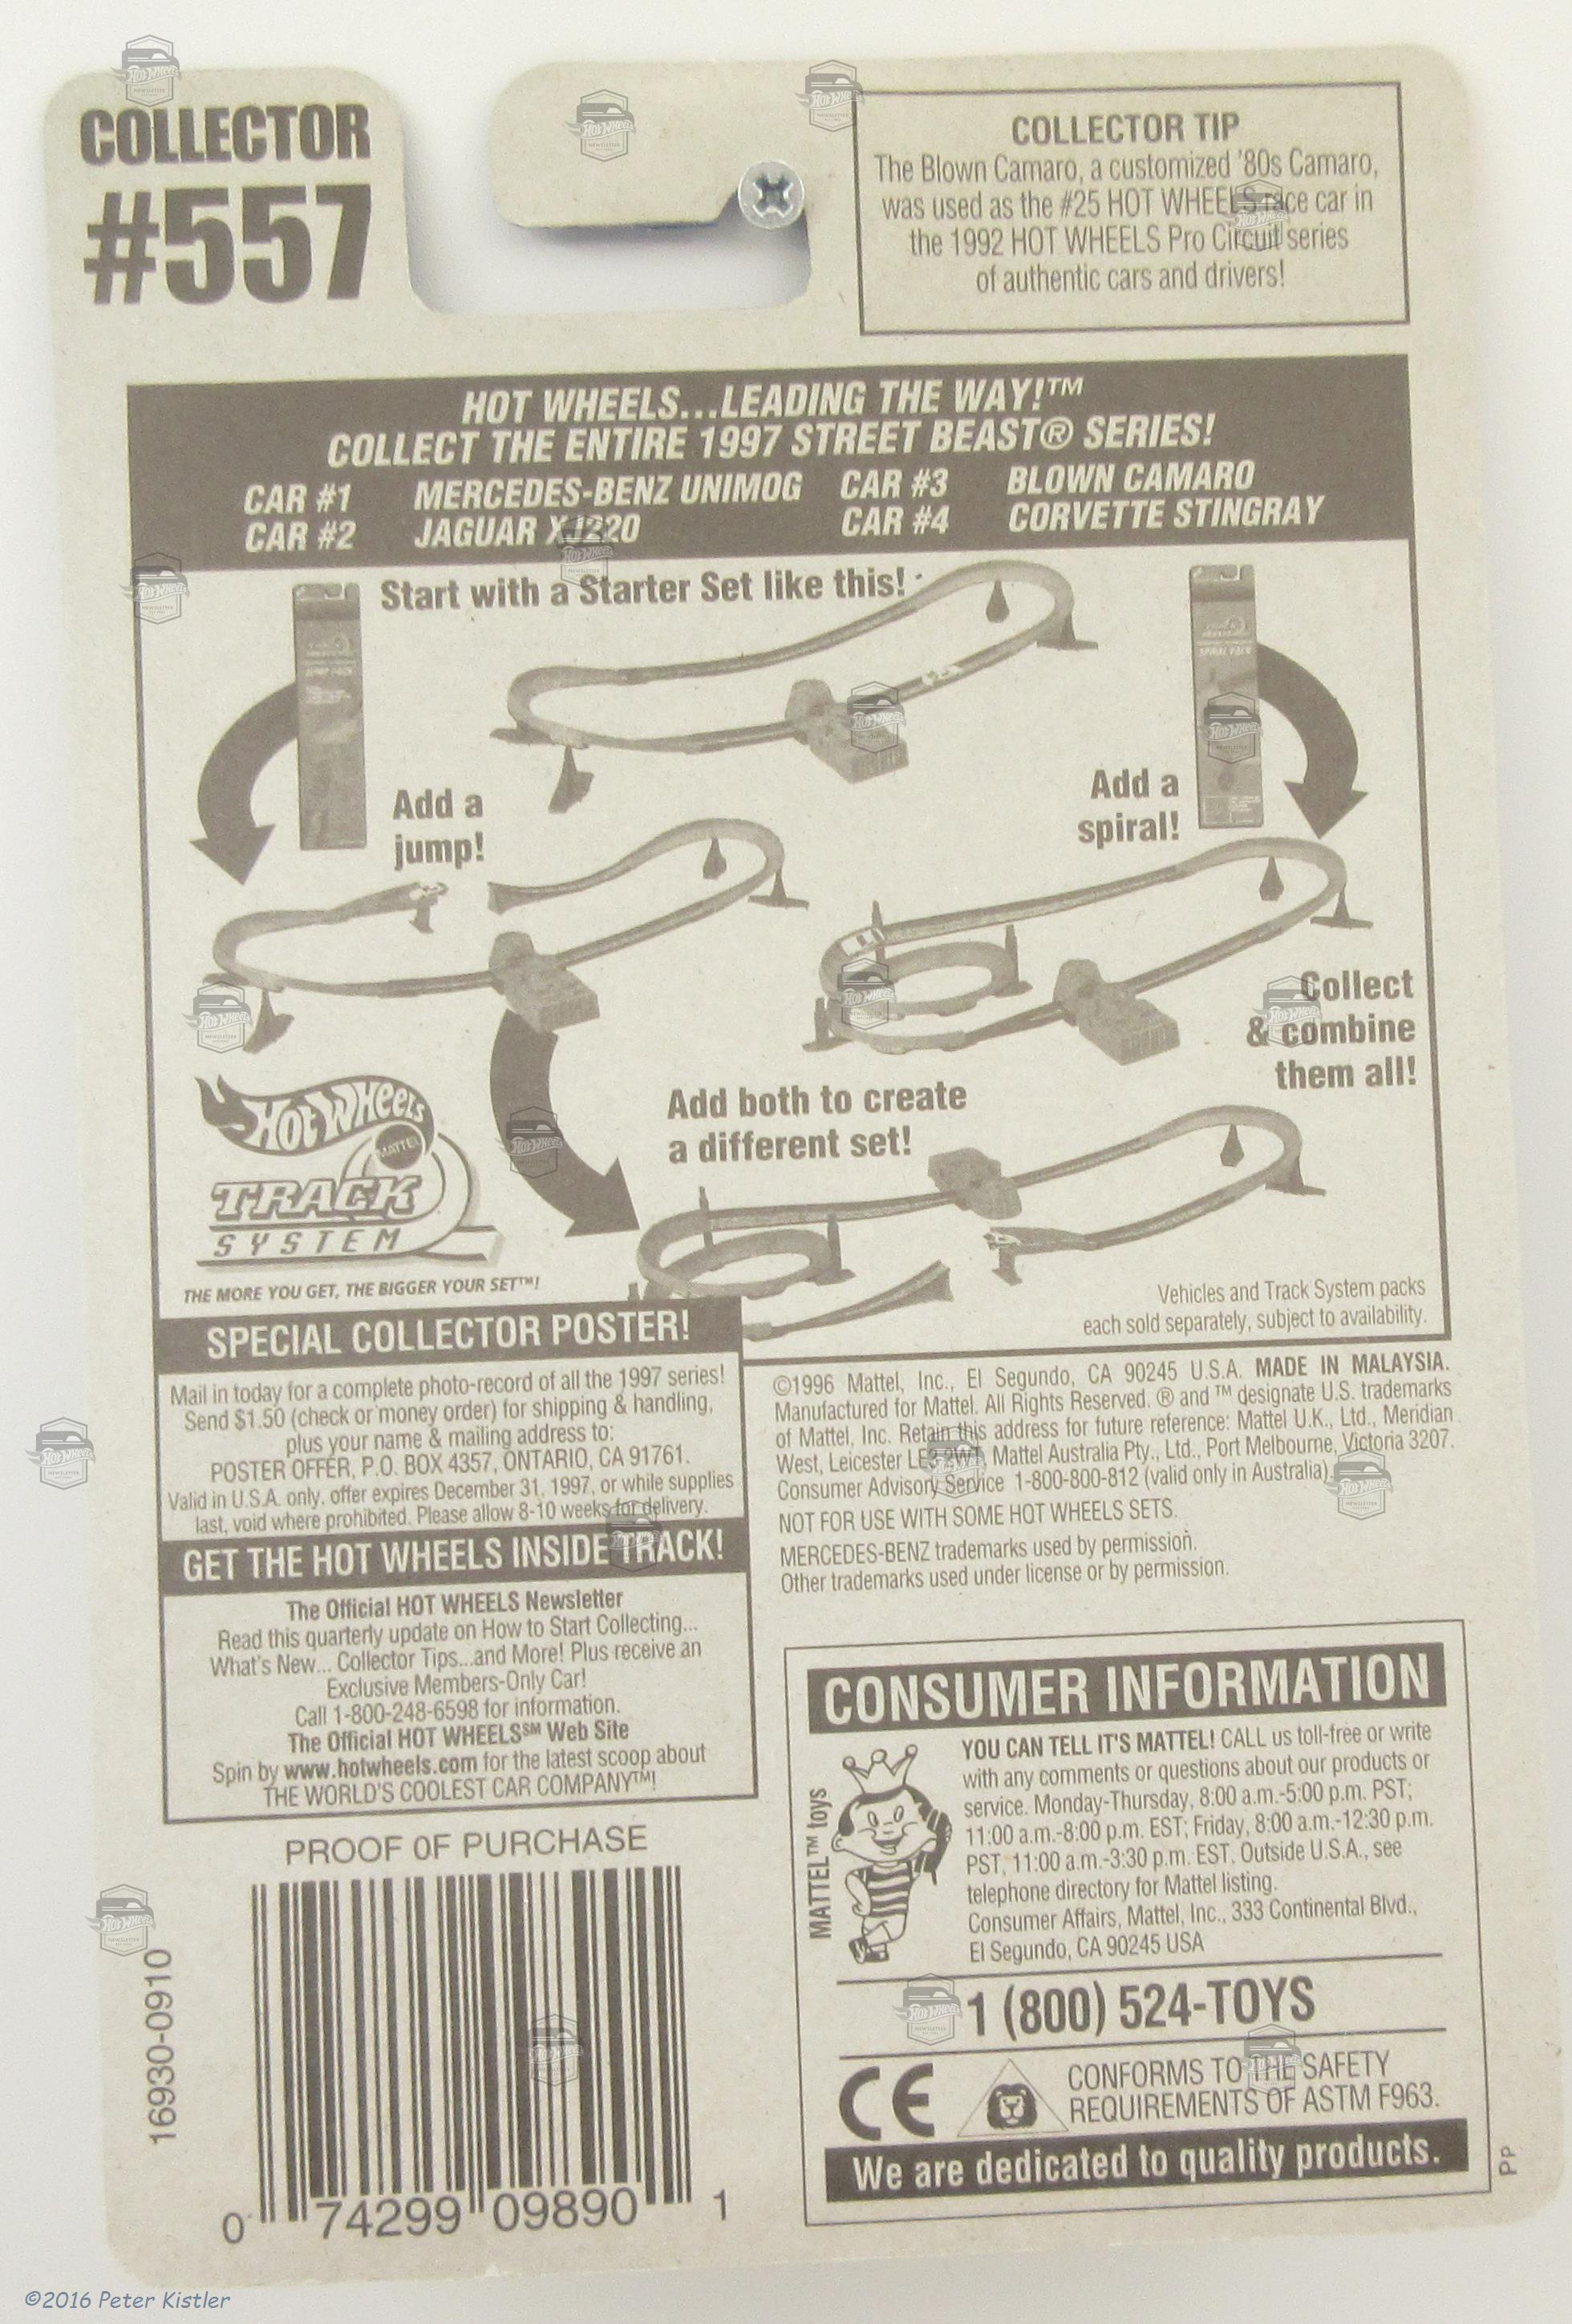 COLLECTOR
#557
COLLECTOR TIP
The Blown Camaro, a customized '80s Camaro,
was used as the #25 HOT WHEELS race car in
the 1992 HOT WHEELS Pro Circuit series
of authentic cars and drivers!
HOT WHEELS...LEADING THE WAY!™
COLLECT THE ENTIRE 1997 STREET BEAST® SERIES!
CAR #1 MERCEDES-BENZ UNIMOG CAR #3 BLOWN CAMARO
CAR #2 JAGUAR XJ220 CAR #4 CORVETTE STINGRAY
Start with a Starter Set like this!
Add a
jump!
Add a
spiral!
Collect
& combine
them all!
Add both to create
a different set!
Hot Wheels
MATTEL
TRACK
SYSTEM
THE MORE YOU GET, THE BIGGER YOUR SET™!
Vehicles and Track System packs
each sold separately, subject to availability.
SPECIAL COLLECTOR POSTER!
Mail in today for a complete photo-record of all the 1997 series!
Send $1.50 (check or money order) for shipping & handling,
plus your name & mailing address to:
POSTER OFFER, P.O. BOX 4357, ONTARIO, CA 91761.
Valid in U.S.A. only. offer expires December 31, 1997, or while supplies
last, void where prohibited. Please allow 8-10 weeks for delivery.
GET THE HOT WHEELS INSIDE TRACK!
The Official HOT WHEELS Newsletter
Read this quarterly update on How to Start Collecting...
What's New... Collector Tips...and More! Plus receive an
Exclusive Members-Only Car!
Call 1-800-248-6598 for information.
The Official HOT WHEELS℠ Web Site
Spin by www.hotwheels.com for the latest scoop about
THE WORLD'S COOLEST CAR COMPANY™!
©1996 Mattel, Inc., El Segundo, CA 90245 U.S.A. MADE IN MALAYSIA.
Manufactured for Mattel. All Rights Reserved. ® and ™ designate U.S. trademarks
of Mattel, Inc. Retain this address for future reference: Mattel U.K., Ltd., Meridian
West, Leicester Mattel Australia Pty., Ltd., Port Melbourne, Victoria 3207.
Consumer Advisory Service 1-800-800-812 (valid only in Australia).
NOT FOR USE WITH SOME HOT WHEELS SETS.
MERCEDES-BENZ trademarks used by permission.
Other trademarks used under license or by permission.
PROOF OF PURCHASE
16930-0910
0 74299 09890 1
CONSUMER INFORMATION
MATTEL™ toys
YOU CAN TELL IT'S MATTEL! CALL us toll-free or write
with any comments or questions about our products or
service. Monday-Thursday, 8:00 a.m.-5:00 p.m. PST;
11:00 a.m.-8:00 p.m. EST; Friday, 8:00 a.m.-12:30 p.m.
PST, 11:00 a.m.-3:30 p.m. EST. Outside U.S.A., see
telephone directory for Mattel listing.
Consumer Affairs, Mattel, Inc., 333 Continental Blvd.,
El Segundo, CA 90245 USA
1 (800) 524-TOYS
CE
CONFORMS TO THE SAFETY
REQUIREMENTS OF ASTM F963.
We are dedicated to quality products.
PP
©2016 Peter Kistler